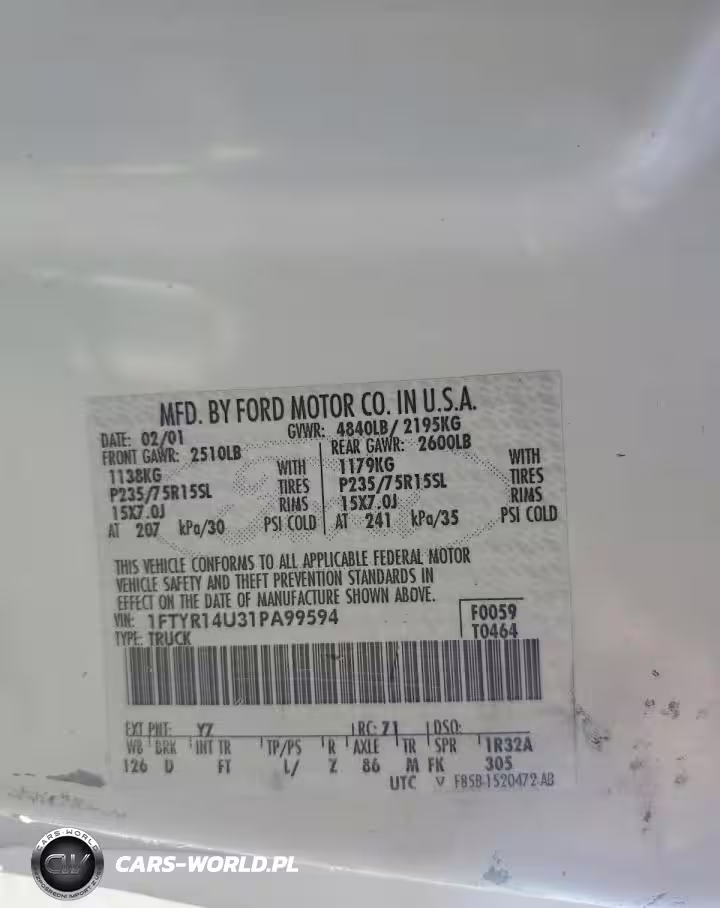 MFD. BY FORD MOTOR CO. IN U.S.A.
DATE: 02/01 GVWR: 4840LB/ 2195KG
FRONT GAWR: 2510LB REAR GAWR: 2600LB
1138KG WITH 1179KG WITH
P235/75R15SL TIRES P235/75R15SL TIRES
15X7.0J RIMS 15X7.0J RIMS
AT 207 kPa/30 PSI COLD AT 241 kPa/35 PSI COLD
THIS VEHICLE CONFORMS TO ALL APPLICABLE FEDERAL MOTOR
VEHICLE SAFETY AND THEFT PREVENTION STANDARDS IN
EFFECT ON THE DATE OF MANUFACTURE SHOWN ABOVE.
VIN: 1FTYR14U31PA99594 F0059
TYPE: TRUCK T0464
EXT PNT: YZ RC: 71 DSO:
WB BRK INT TR TP/PS R AXLE TR SPR 1R32A
126 D FT L/ Z 86 M FK 305
UTC V F85B-1520472-AB
CARS-WORLD
CW
CARS-WORLD.PL